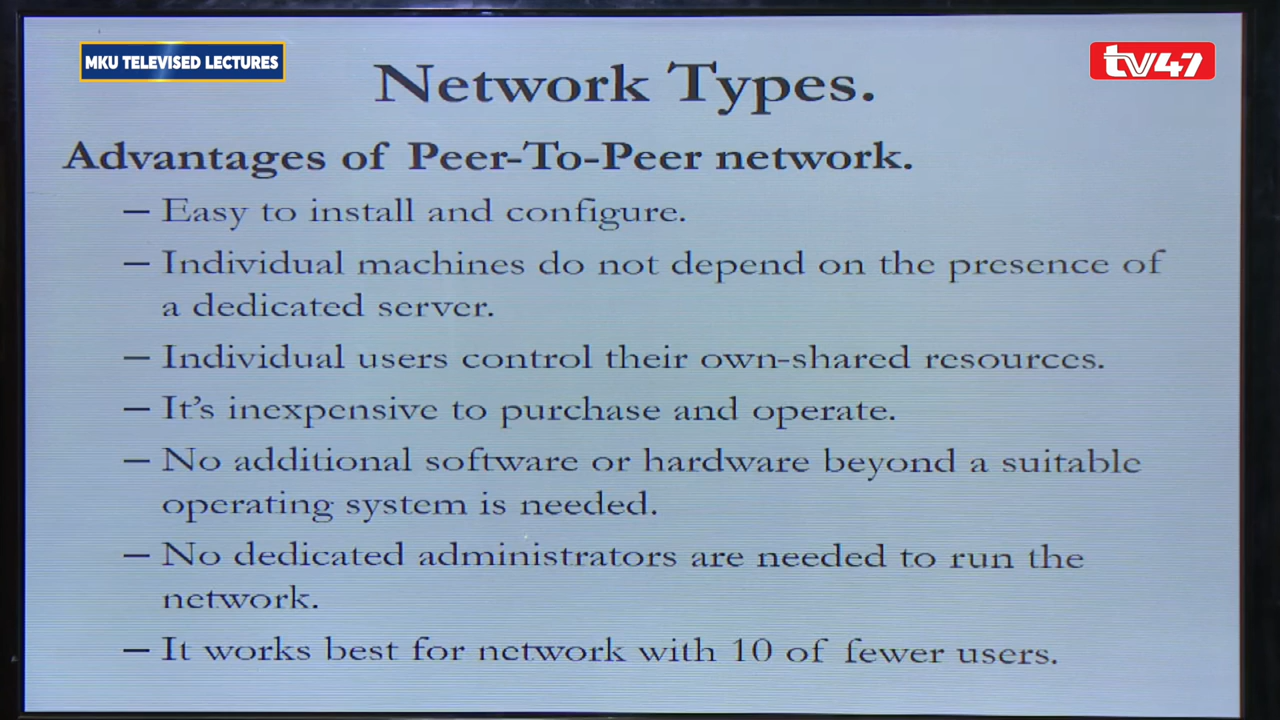 MKU TELEVISED LECTURES
tv47
Network Types.
Advantages of Peer-To-Peer network.
– Easy to install and configure.
– Individual machines do not depend on the presence of
a dedicated server.
– Individual users control their own-shared resources.
– It's inexpensive to purchase and operate.
– No additional software or hardware beyond a suitable
operating system is needed.
– No dedicated administrators are needed to run the
network.
– It works best for network with 10 of fewer users.